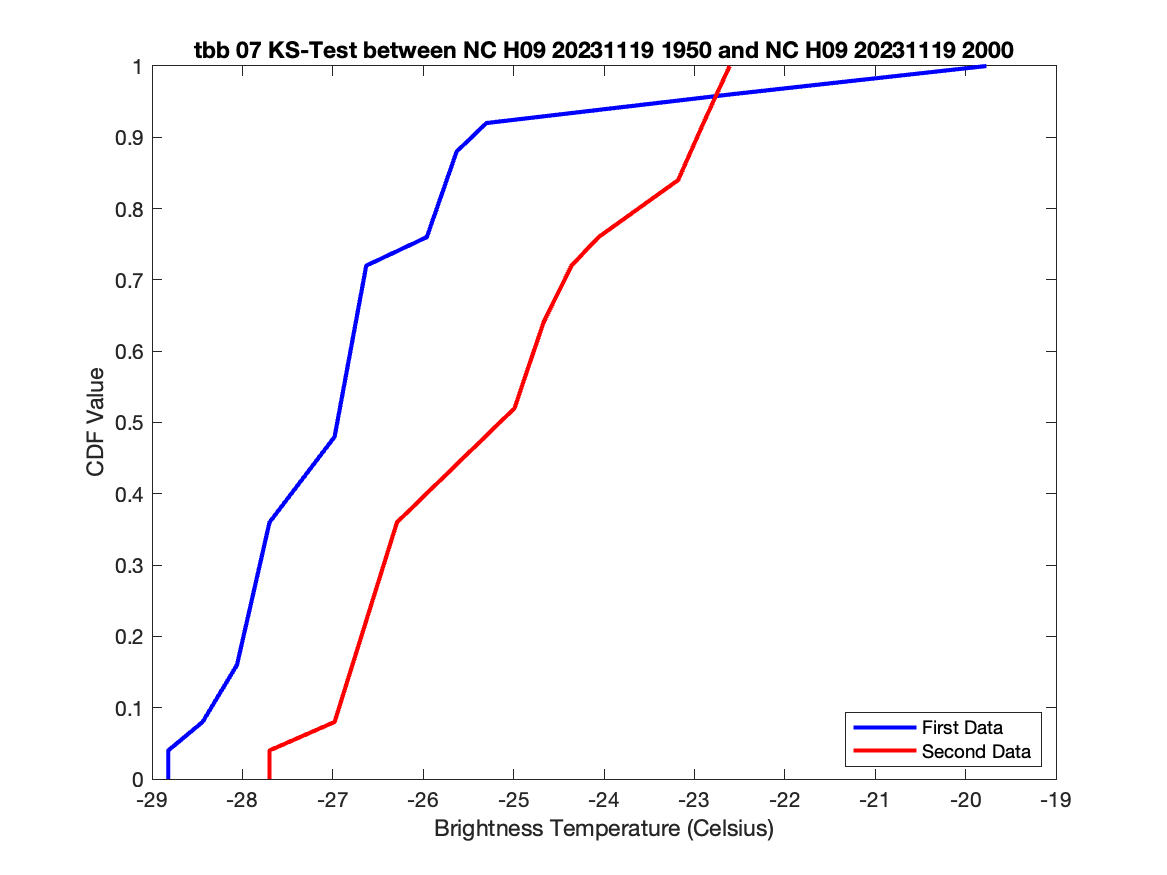 tbb 07 KS-Test between NC H09 20231119 1950 and NC H09 20231119 2000
1
0.9
0.8
0.7
0.6
0.5
0.4
0.3
0.2
0.1
0
CDF Value
First Data
Second Data
-29 -28 -27 -26 -25 -24 -23 -22 -21 -20 -19
Brightness Temperature (Celsius)